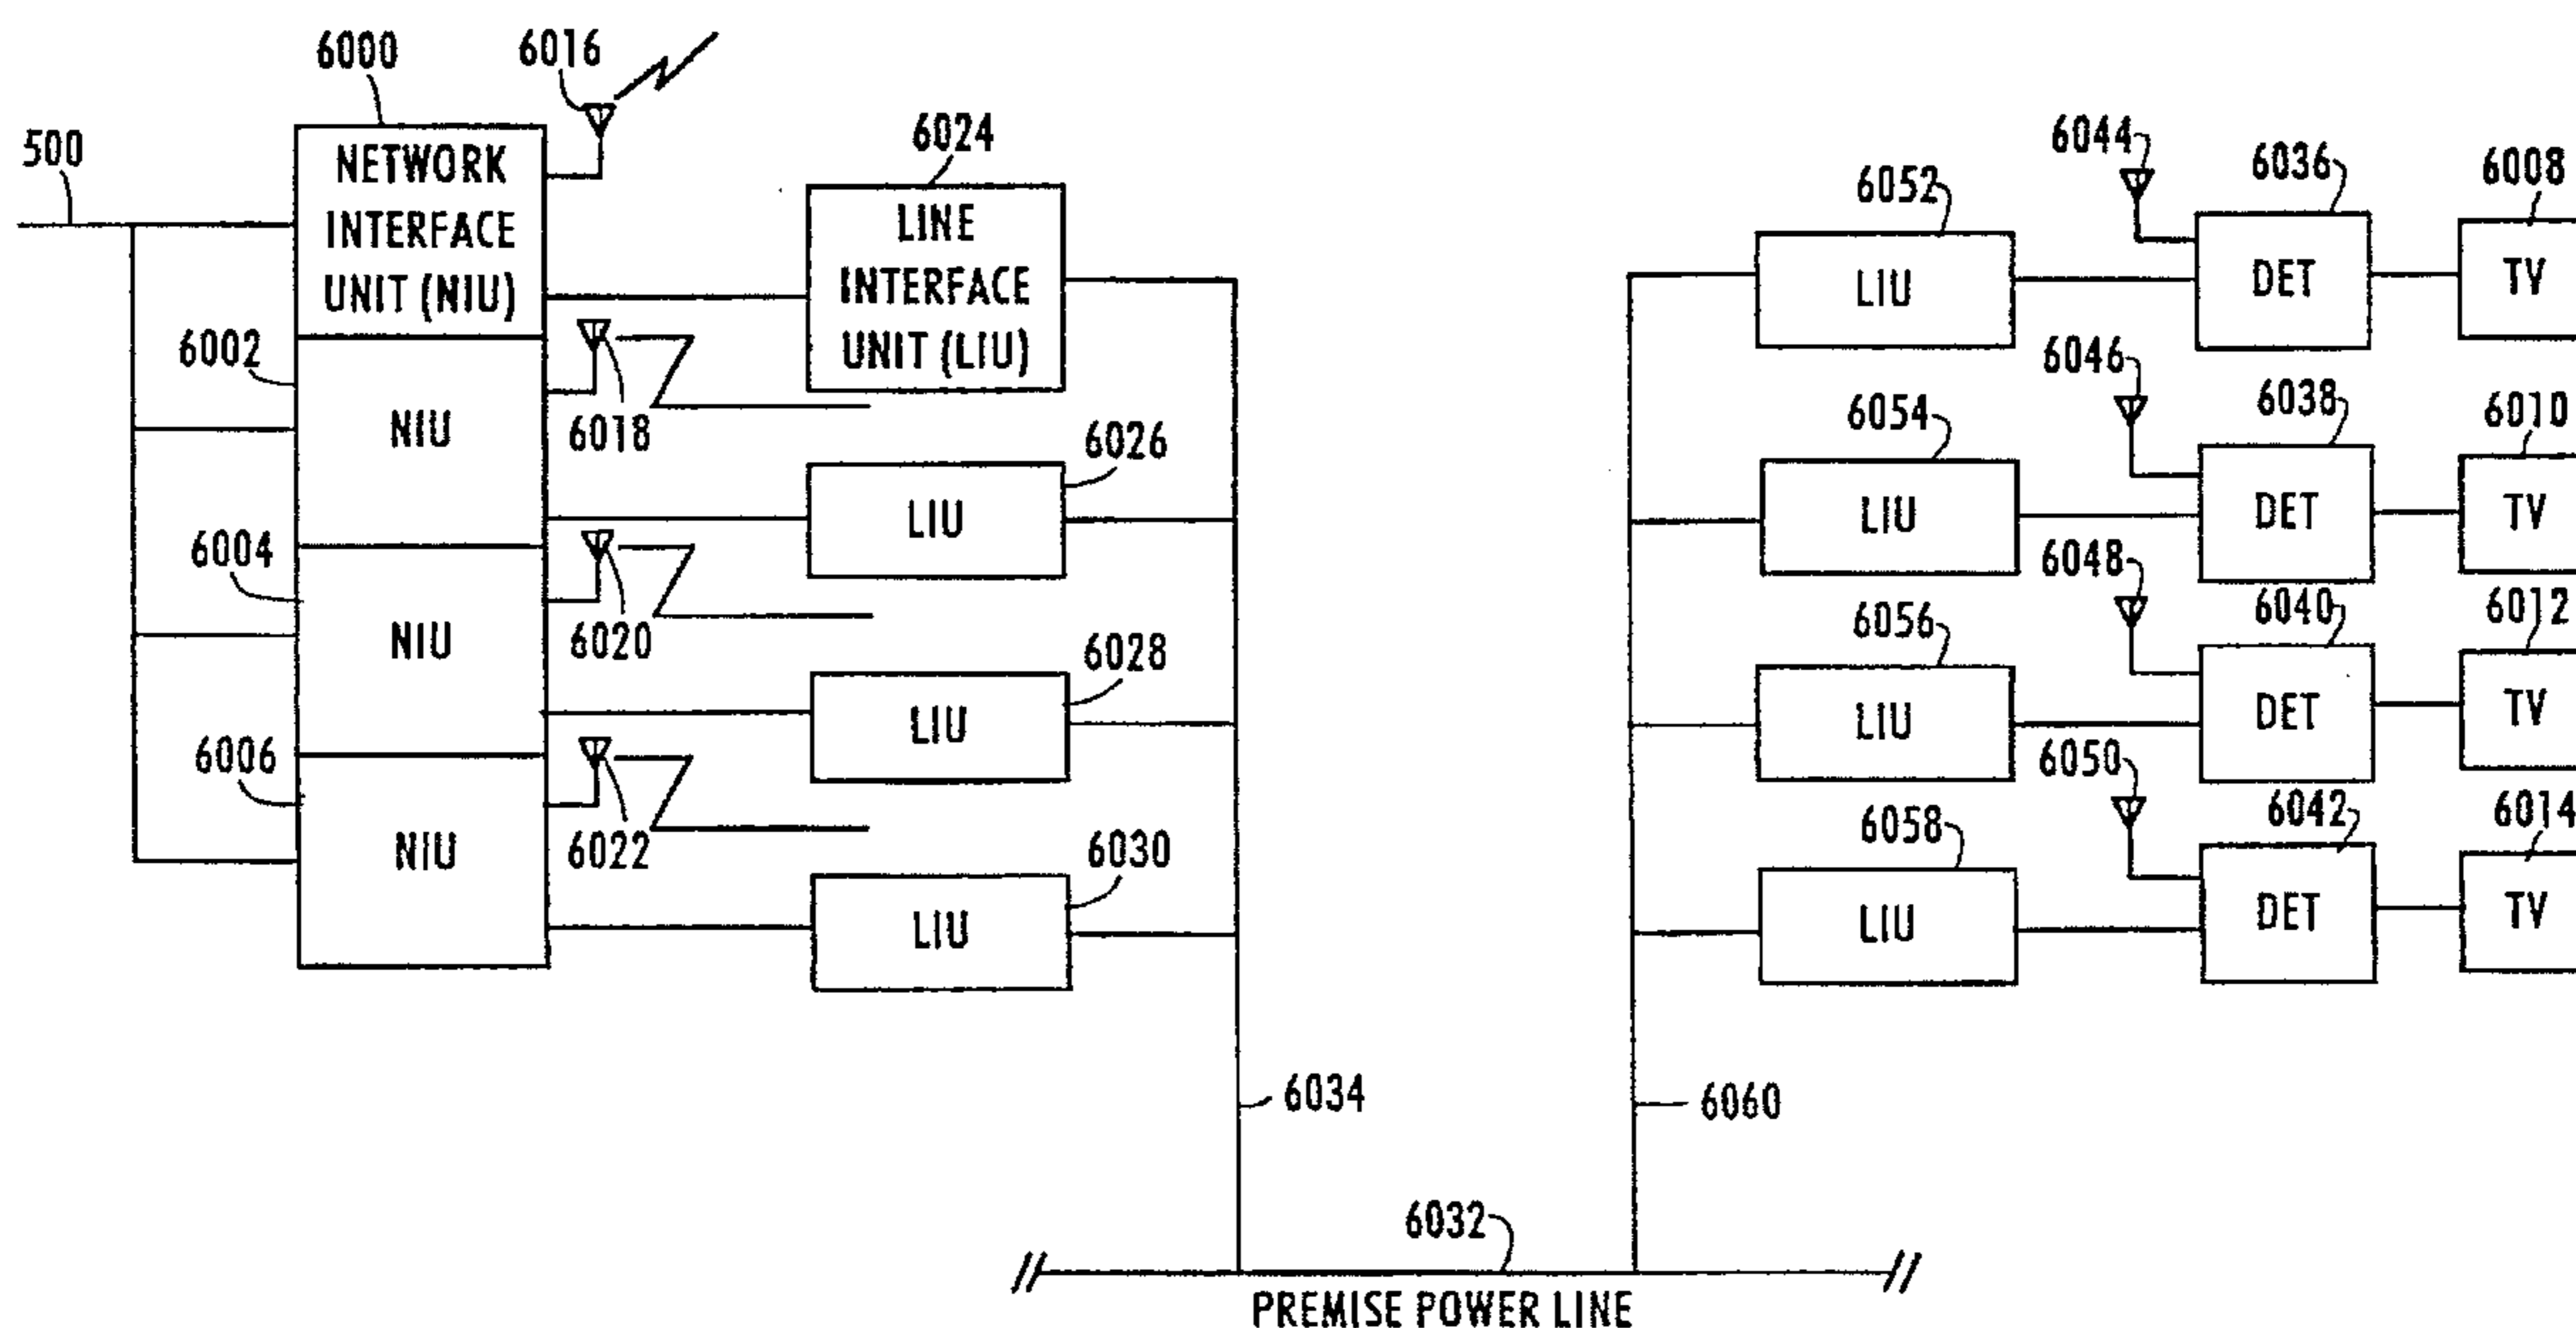 6000
6016
500
NETWORK
INTERFACE
UNIT (NIU)
6024
LINE
INTERFACE
UNIT (LIU)
6002
NIU
6018
6026
LIU
6004
NIU
6020
6028
LIU
6006
NIU
6022
6030
LIU
6034
6052
LIU
6044
6036
DET
6008
TV
6054
LIU
6046
6038
DET
6010
TV
6056
LIU
6048
6040
DET
6012
TV
6058
LIU
6050
6042
DET
6014
TV
6060
6032
PREMISE POWER LINE